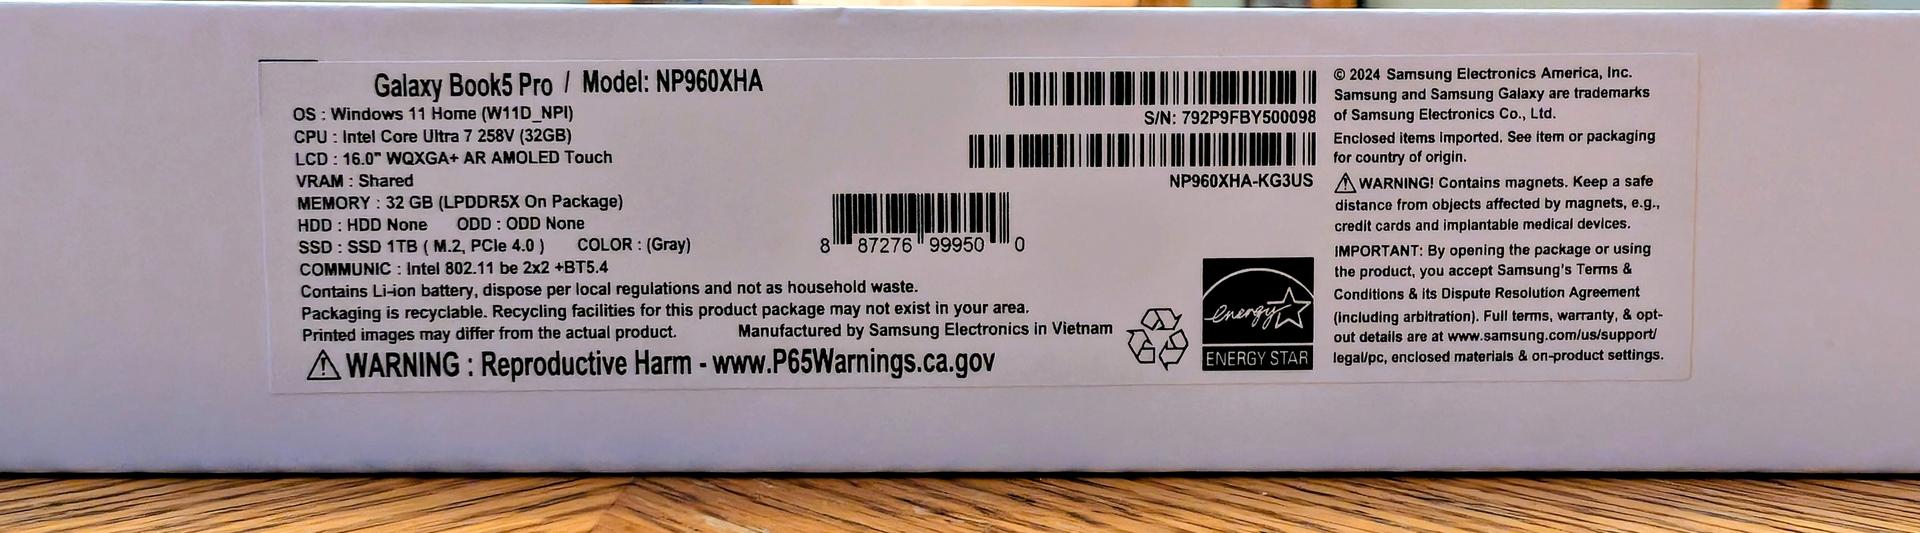 Galaxy Book5 Pro / Model: NP960XHA
OS : Windows 11 Home (W11D_NPI)
CPU : Intel Core Ultra 7 258V (32GB)
LCD : 16.0" WQXGA+ AR AMOLED Touch
VRAM : Shared
MEMORY : 32 GB (LPDDR5X On Package)
HDD : HDD None ODD : ODD None
SSD : SSD 1TB ( M.2, PCIe 4.0 ) COLOR : (Gray)
COMMUNIC : Intel 802.11 be 2x2 +BT5.4
Contains Li-ion battery, dispose per local regulations and not as household waste.
Packaging is recyclable. Recycling facilities for this product package may not exist in your area.
Printed images may differ from the actual product. Manufactured by Samsung Electronics in Vietnam
⚠ WARNING : Reproductive Harm - www.P65Warnings.ca.gov
S/N: 792P9FBY500098
NP960XHA-KG3US
8 87276 99950 0
energy
ENERGY STAR
© 2024 Samsung Electronics America, Inc.
Samsung and Samsung Galaxy are trademarks
of Samsung Electronics Co., Ltd.
Enclosed items imported. See item or packaging
for country of origin.
⚠ WARNING! Contains magnets. Keep a safe
distance from objects affected by magnets, e.g.,
credit cards and implantable medical devices.
IMPORTANT: By opening the package or using
the product, you accept Samsung's Terms &
Conditions & its Dispute Resolution Agreement
(including arbitration). Full terms, warranty, & opt-
out details are at www.samsung.com/us/support/
legal/pc, enclosed materials & on-product settings.